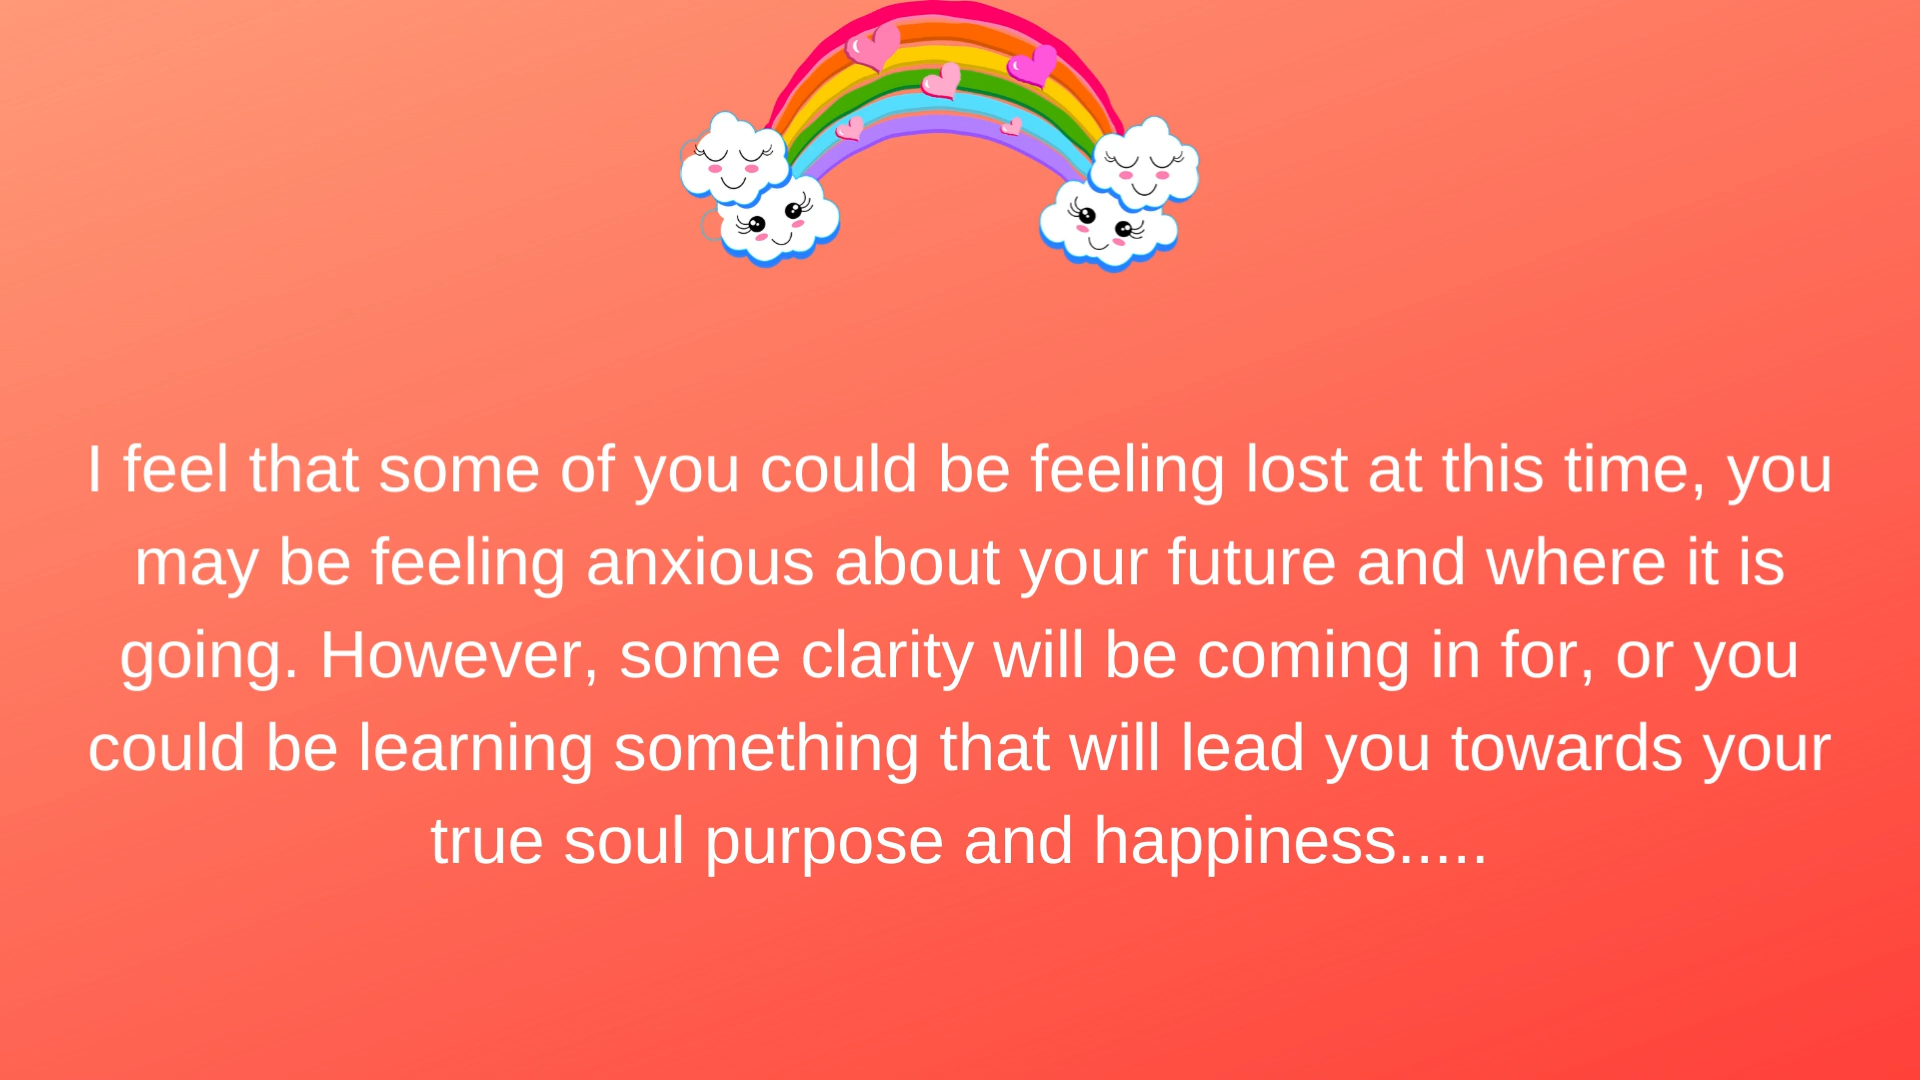 I feel that some of you could be feeling lost at this time, you
may be feeling anxious about your future and where it is
going. However, some clarity will be coming in for, or you
could be learning something that will lead you towards your
true soul purpose and happiness.....